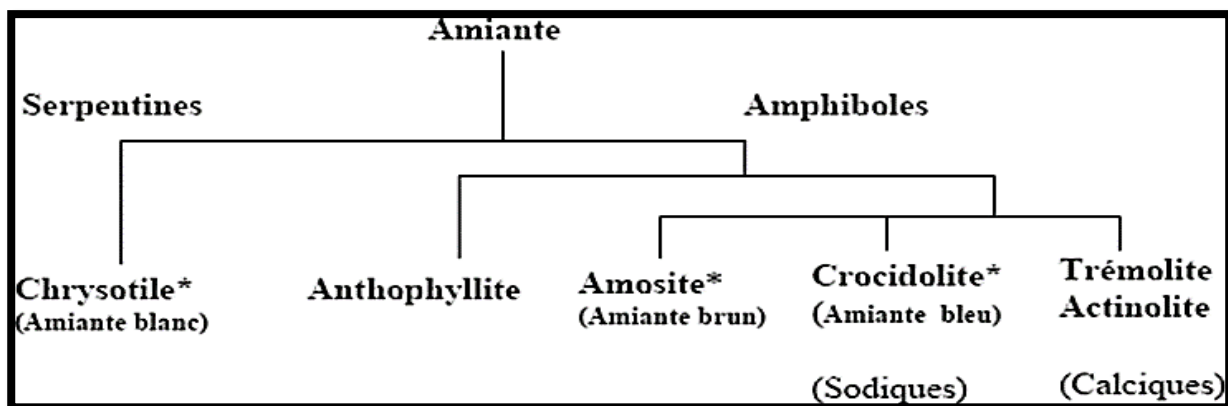 Amiante
Serpentines
Amphiboles
Chrysotile*
(Amiante blanc)
Anthophyllite
Amosite*
(Amiante brun)
Crocidolite*
(Amiante bleu)
(Sodiques)
Trémolite
Actinolite
(Calciques)